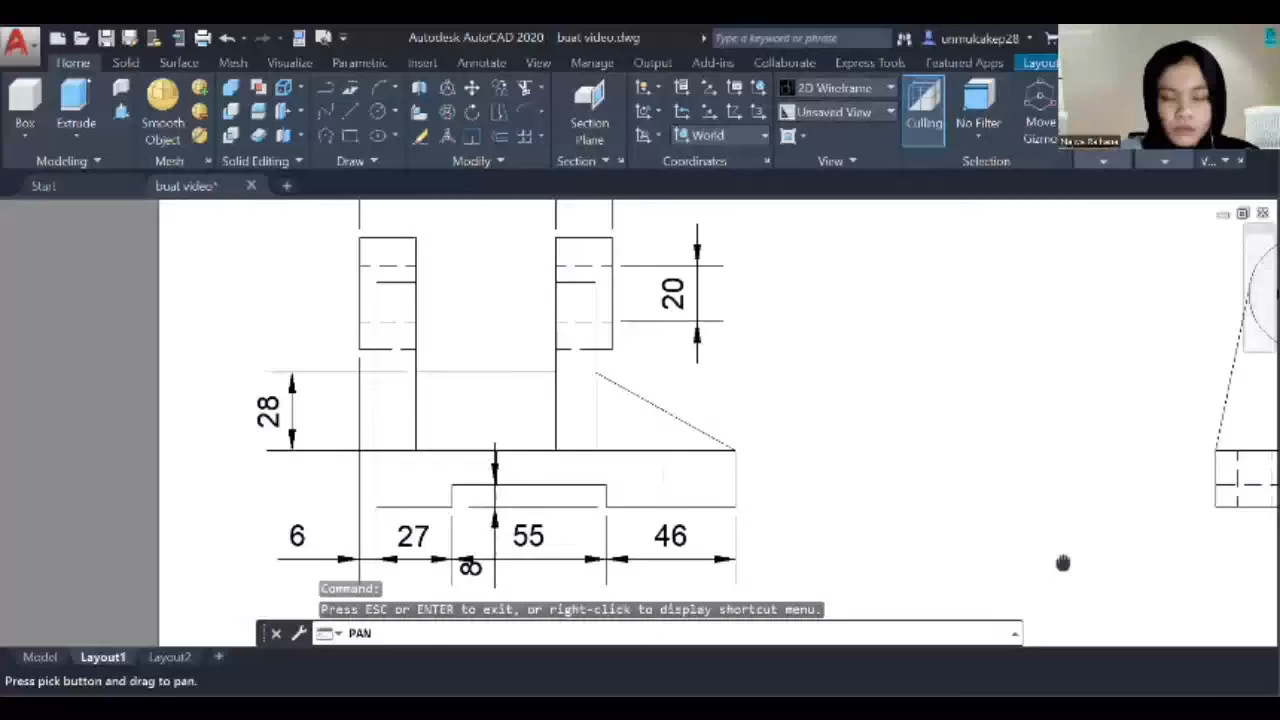 Autodesk AutoCAD 2020 buat video.dwg
Type a keyword or phrase
unmulcakep28
Home Solid Surface Mesh Visualize Parametric Insert Annotate View Manage Output Add-ins Collaborate Express Tools Featured Apps Layout
Box Extrude Smooth Object
Section Plane
World
2D Wireframe
Unsaved View
Culling No Filter Move Gizmo
Modeling Mesh Solid Editing Draw Modify Section Coordinates View Selection V...
Start buat video*
20
28
6 27 55 46
8
Command:
Press ESC or ENTER to exit, or right-click to display shortcut menu.
PAN
Model Layout1 Layout2 +
Press pick button and drag to pan.